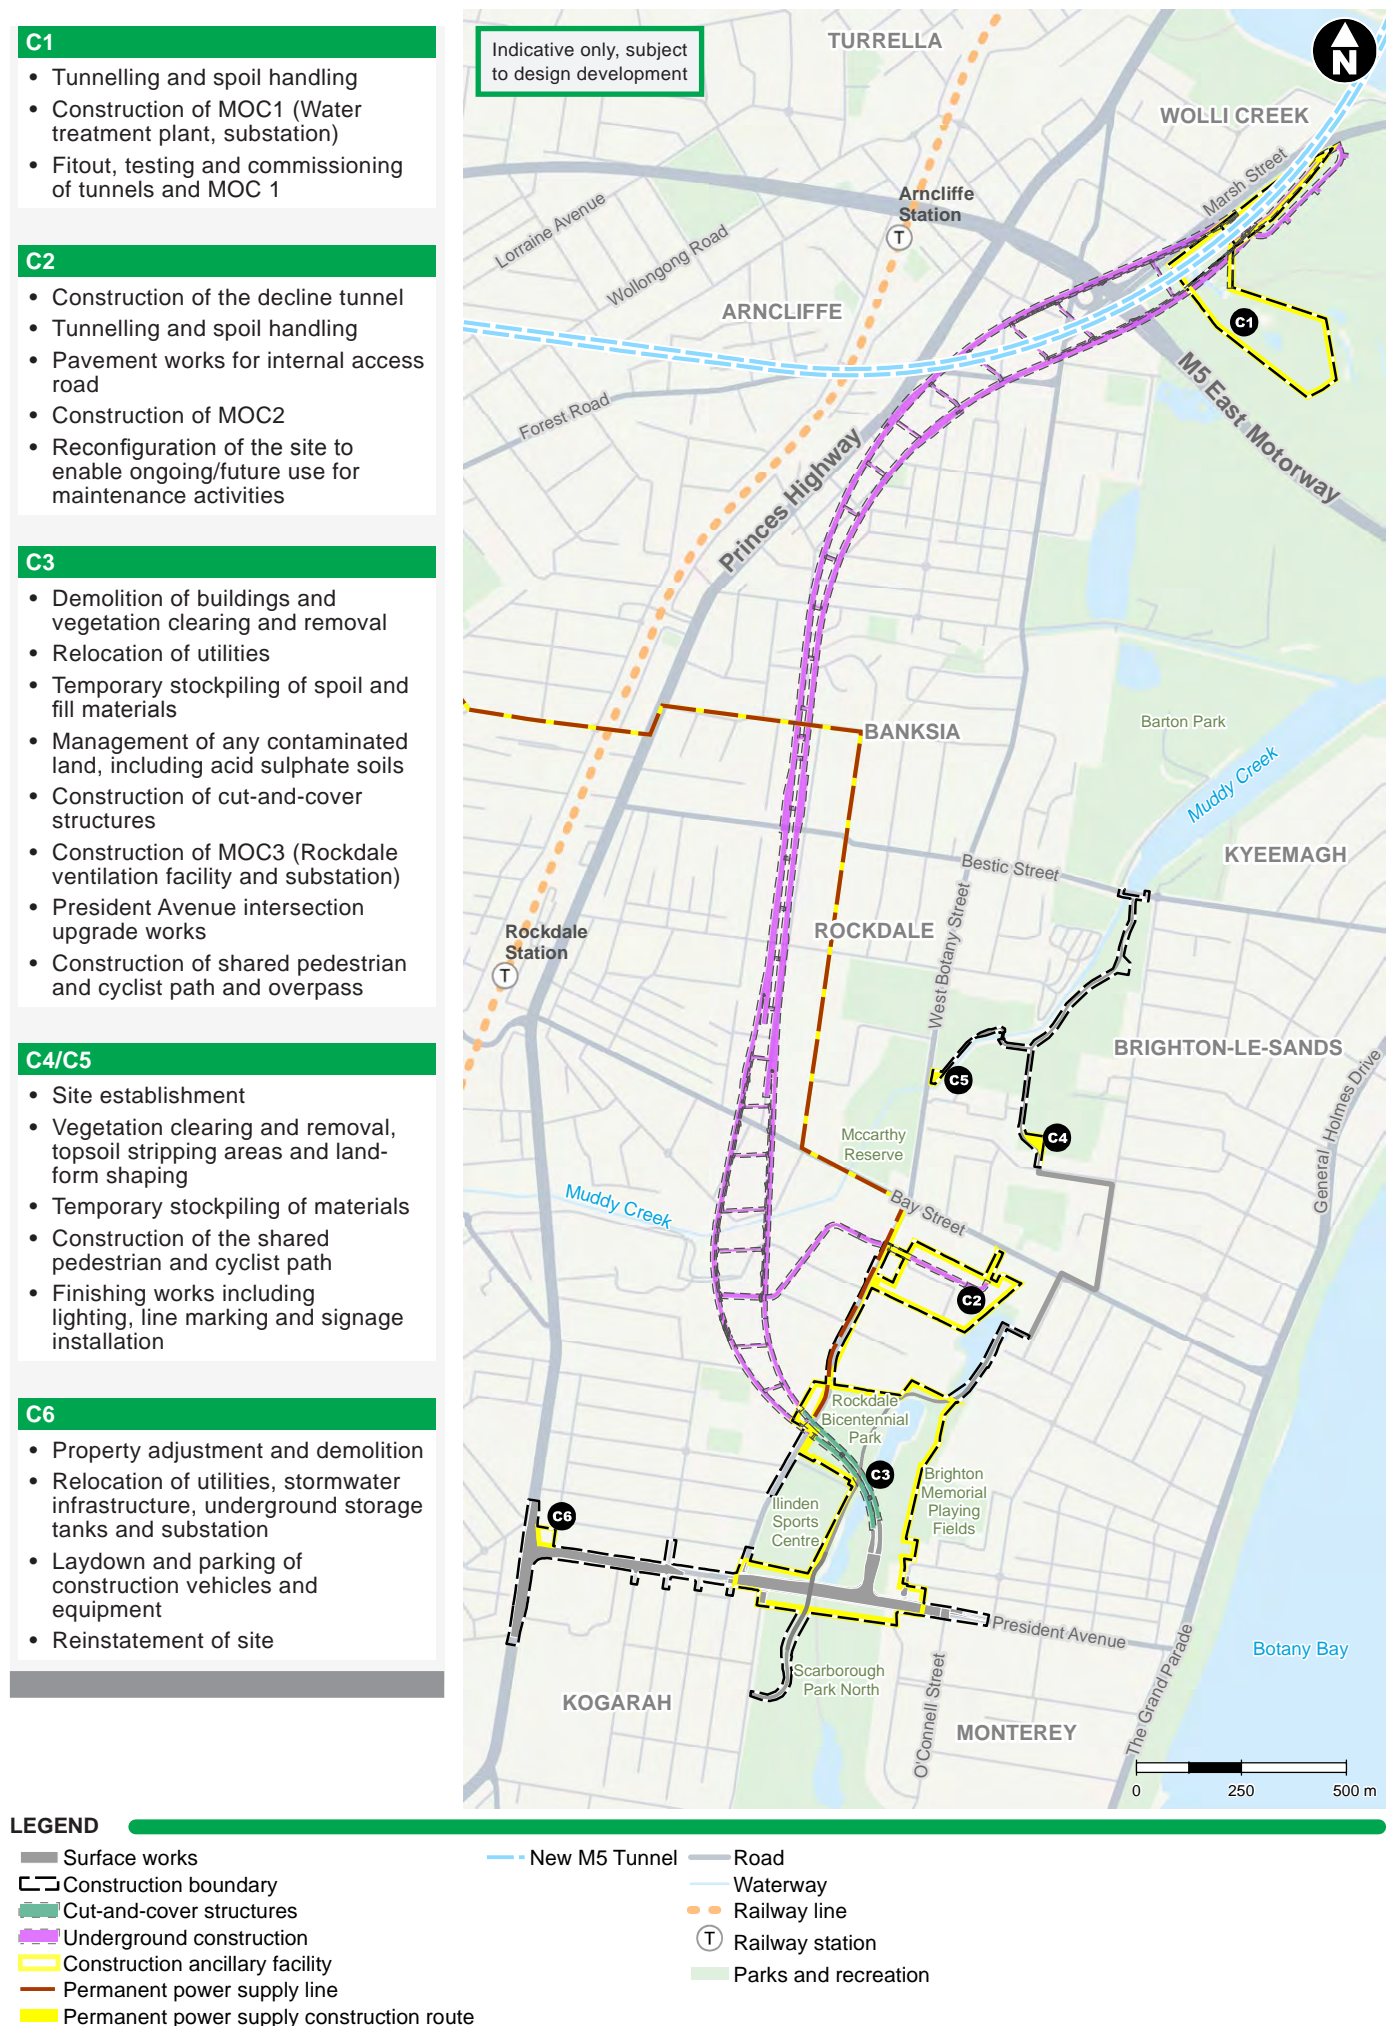 C1
• Tunnelling and spoil handling
• Construction of MOC1 (Water
treatment plant, substation)
• Fitout, testing and commissioning
of tunnels and MOC 1
C2
• Construction of the decline tunnel
• Tunnelling and spoil handling
• Pavement works for internal access
road
• Construction of MOC2
• Reconfiguration of the site to
enable ongoing/future use for
maintenance activities
C3
• Demolition of buildings and
vegetation clearing and removal
• Relocation of utilities
• Temporary stockpiling of spoil and
fill materials
• Management of any contaminated
land, including acid sulphate soils
• Construction of cut-and-cover
structures
• Construction of MOC3 (Rockdale
ventilation facility and substation)
• President Avenue intersection
upgrade works
• Construction of shared pedestrian
and cyclist path and overpass
C4/C5
• Site establishment
• Vegetation clearing and removal,
topsoil stripping areas and land-
form shaping
• Temporary stockpiling of materials
• Construction of the shared
pedestrian and cyclist path
• Finishing works including
lighting, line marking and signage
installation
C6
• Property adjustment and demolition
• Relocation of utilities, stormwater
infrastructure, underground storage
tanks and substation
• Laydown and parking of
construction vehicles and
equipment
• Reinstatement of site
Indicative only, subject
to design development
N
TURRELLA
WOLLI CREEK
Marsh Street
Arncliffe
Station
T
Lorraine Avenue
Wollongong Road
ARNCLIFFE
C1
M5 East Motorway
Forest Road
Princes Highway
BANKSIA
Barton Park
Muddy Creek
KYEEMAGH
Bestic Street
West Botany Street
ROCKDALE
Rockdale
Station
T
BRIGHTON-LE-SANDS
C5
General Holmes Drive
C4
Mccarthy
Reserve
Muddy Creek
Bay Street
C2
Rockdale
Bicentennial
Park
C3
Brighton
Memorial
Playing
Fields
Ilinden
Sports
Centre
C6
President Avenue
The Grand Parade
Botany Bay
Scarborough
Park North
O'Connell Street
KOGARAH
MONTEREY
0 250 500 m
LEGEND
Surface works
Construction boundary
Cut-and-cover structures
Underground construction
Construction ancillary facility
Permanent power supply line
Permanent power supply construction route
New M5 Tunnel
Road
Waterway
Railway line
T Railway station
Parks and recreation